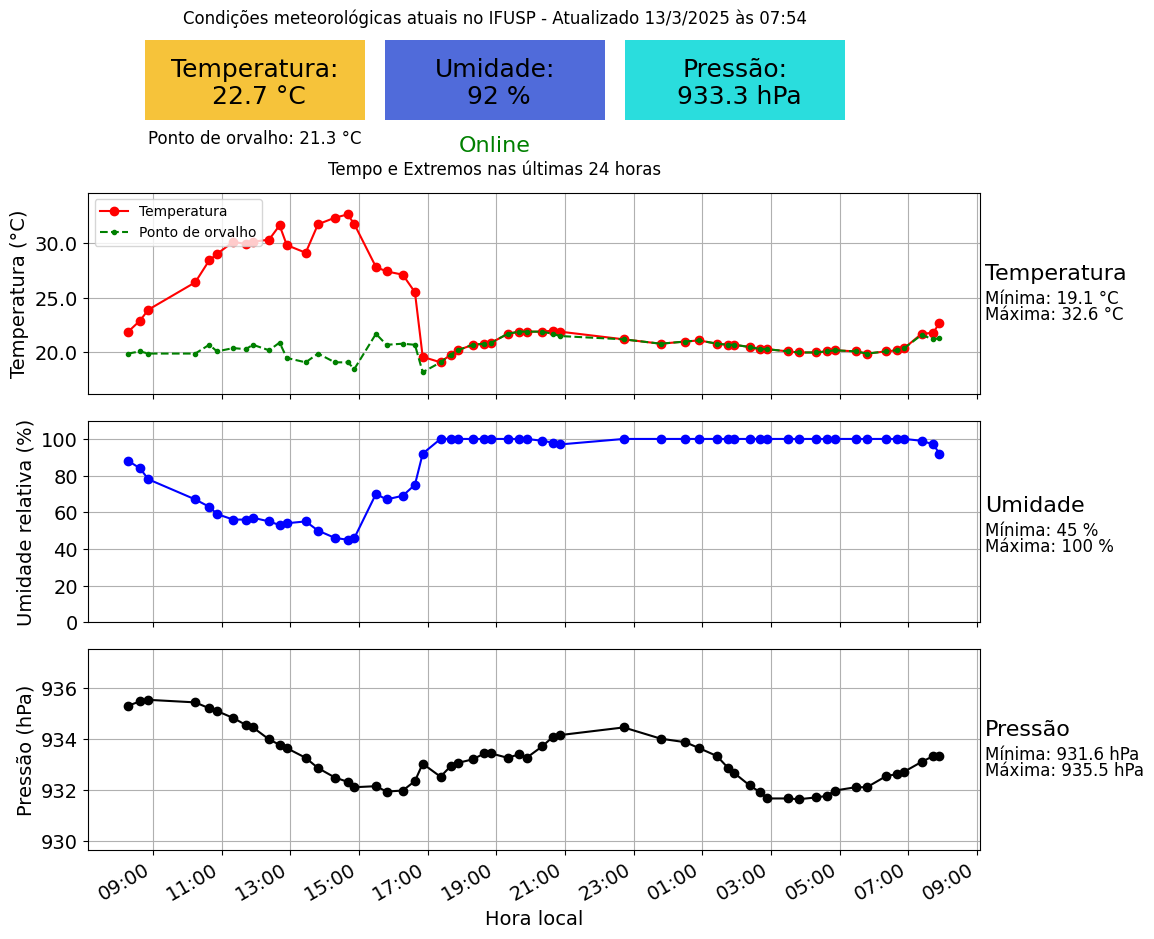 Condições meteorológicas atuais no IFUSP - Atualizado 13/3/2025 às 07:54
Temperatura:
22.7 °C
Umidade:
92 %
Pressão:
933.3 hPa
Ponto de orvalho: 21.3 °C
Online
Tempo e Extremos nas últimas 24 horas
Temperatura (°C)
30.0
25.0
20.0
Temperatura
Ponto de orvalho
Temperatura
Mínima: 19.1 °C
Máxima: 32.6 °C
Umidade relativa (%)
100
80
60
40
20
0
Umidade
Mínima: 45 %
Máxima: 100 %
Pressão (hPa)
936
934
932
930
Pressão
Mínima: 931.6 hPa
Máxima: 935.5 hPa
09:00 11:00 13:00 15:00 17:00 19:00 21:00 23:00 01:00 03:00 05:00 07:00 09:00
Hora local